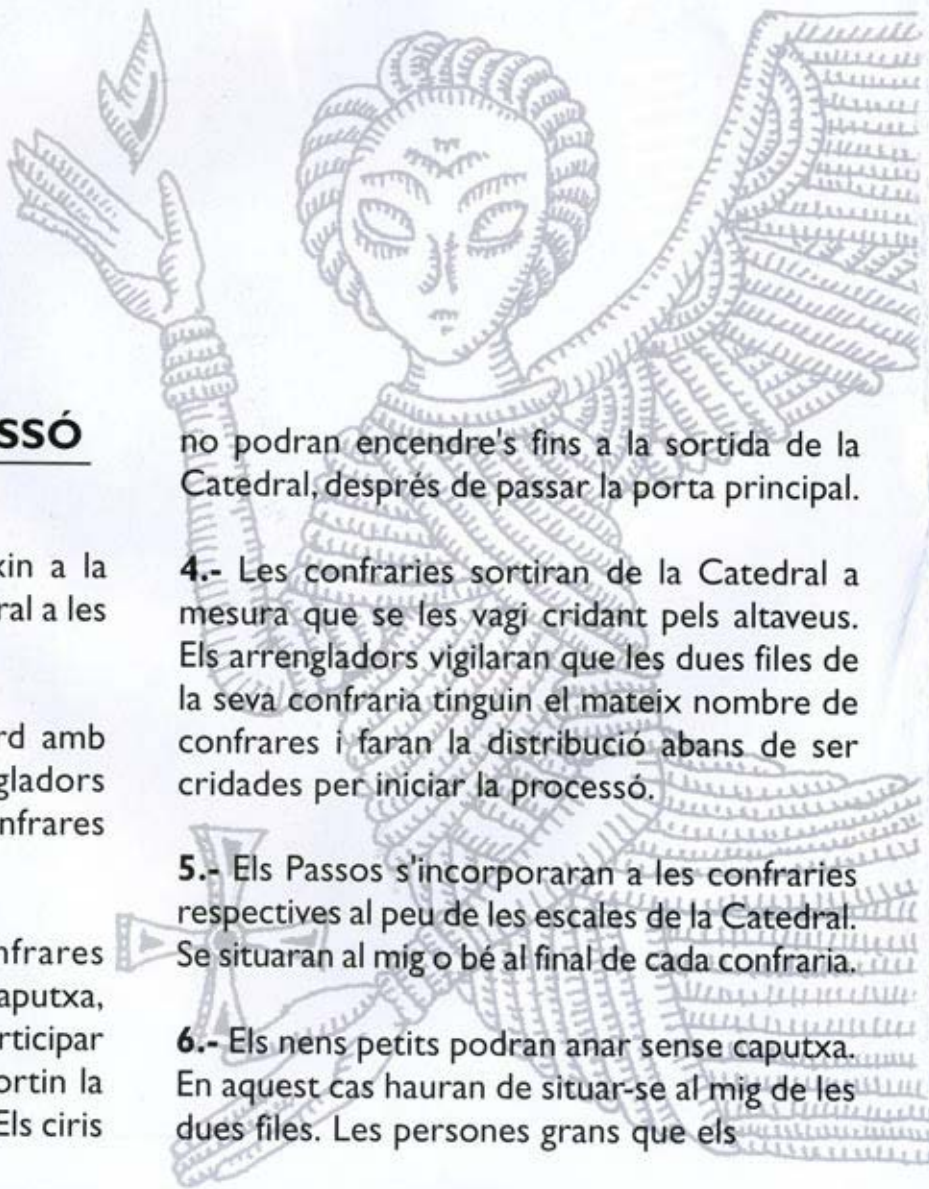 SSÓ
xin a la
ral a les
rd amb
gladors
nfrares
nfrares
aputxa,
rticipar
ortin la
Els ciris
no podran encendre's fins a la sortida de la
Catedral, després de passar la porta principal.
4.- Les confraries sortiran de la Catedral a
mesura que se les vagi cridant pels altaveus.
Els arrengladors vigilaran que les dues files de
la seva confraria tinguin el mateix nombre de
confrares i faran la distribució abans de ser
cridades per iniciar la processó.
5.- Els Passos s'incorporaran a les confraries
respectives al peu de les escales de la Catedral.
Se situaran al mig o bé al final de cada confraria.
6.- Els nens petits podran anar sense caputxa.
En aquest cas hauran de situar-se al mig de les
dues files. Les persones grans que els